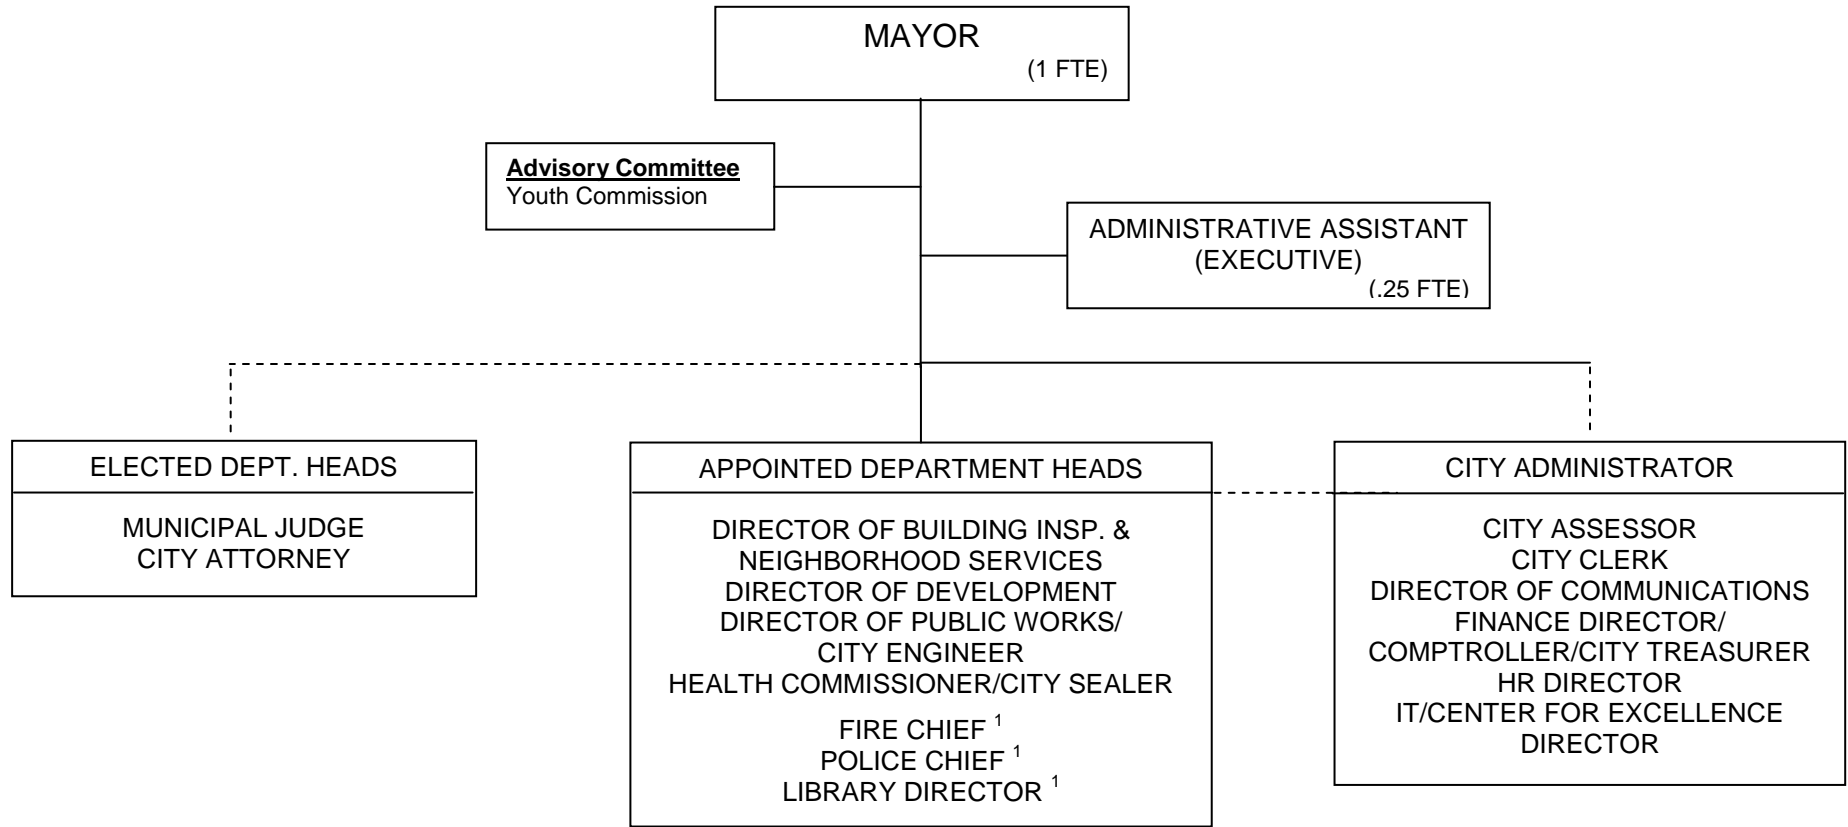 MAYOR
(1 FTE)
Advisory Committee
Youth Commission
ADMINISTRATIVE ASSISTANT
(EXECUTIVE)
(.25 FTE)
ELECTED DEPT. HEADS
MUNICIPAL JUDGE
CITY ATTORNEY
APPOINTED DEPARTMENT HEADS
DIRECTOR OF BUILDING INSP. &
NEIGHBORHOOD SERVICES
DIRECTOR OF DEVELOPMENT
DIRECTOR OF PUBLIC WORKS/
CITY ENGINEER
HEALTH COMMISSIONER/CITY SEALER
FIRE CHIEF 1
POLICE CHIEF 1
LIBRARY DIRECTOR 1
CITY ADMINISTRATOR
CITY ASSESSOR
CITY CLERK
DIRECTOR OF COMMUNICATIONS
FINANCE DIRECTOR/
COMPTROLLER/CITY TREASURER
HR DIRECTOR
IT/CENTER FOR EXCELLENCE
DIRECTOR